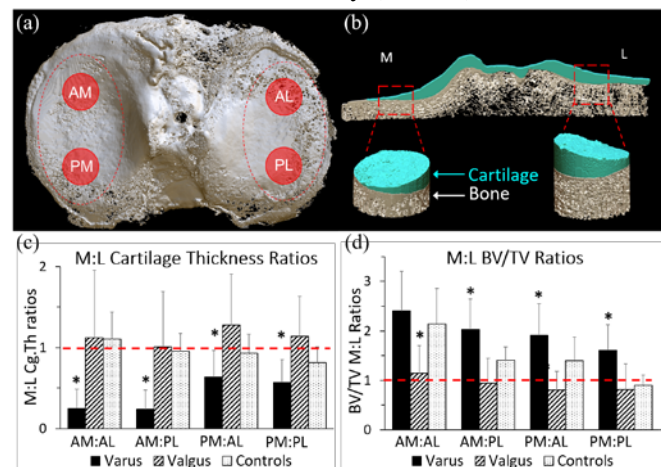 (a)
AM
AL
PM
PL
(b)
M
L
Cartilage
Bone
(c)
M:L Cartilage Thickness Ratios
M:L Cg.Th ratios
2
1
0
*
*
*
*
AM:AL AM:PL PM:AL PM:PL
Varus Valgus Controls
(d)
M:L BV/TV Ratios
BV/TV M:L Ratios
3
2
1
0
*
*
*
*
AM:AL AM:PL PM:AL PM:PL
Varus Valgus Controls